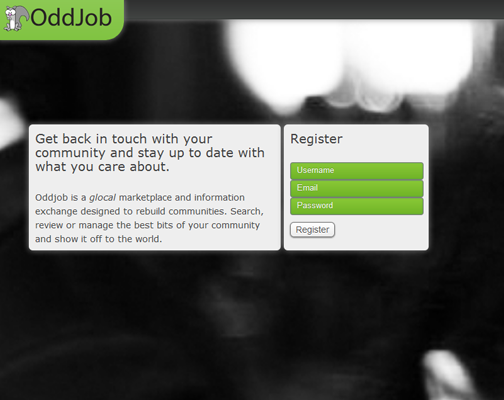 OddJob
Get back in touch with your
community and stay up to date with
what you care about.
OddJob is a glocal marketplace and information
exchange designed to rebuild communities. Search,
review or manage the best bits of your community
and show it off to the world.
Register
Username
Email
Password
Register